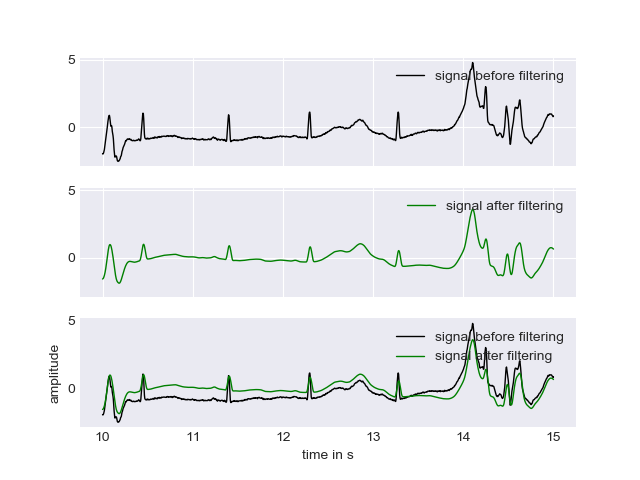 5
signal before filtering
0
5
signal after filtering
0
5
signal before filtering
signal after filtering
0
amplitude
10 11 12 13 14 15
time in s